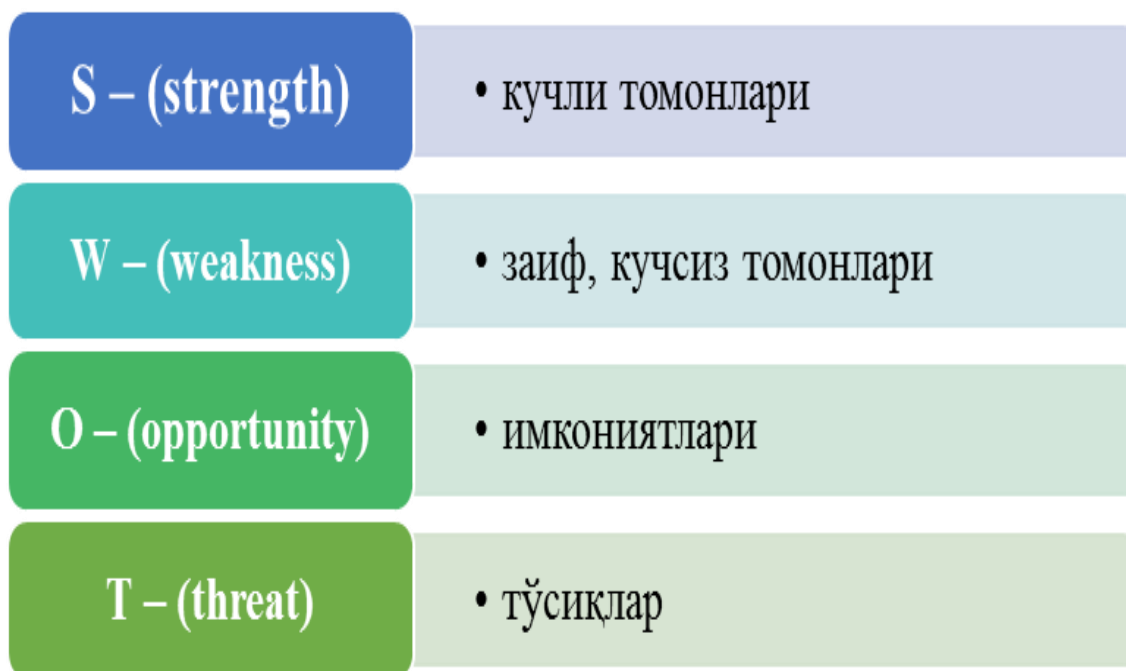 S – (strength)
• кучли томонлари
W – (weakness)
• заиф, кучсиз томонлари
O – (opportunity)
• имкониятлари
T – (threat)
• тўсиқлар